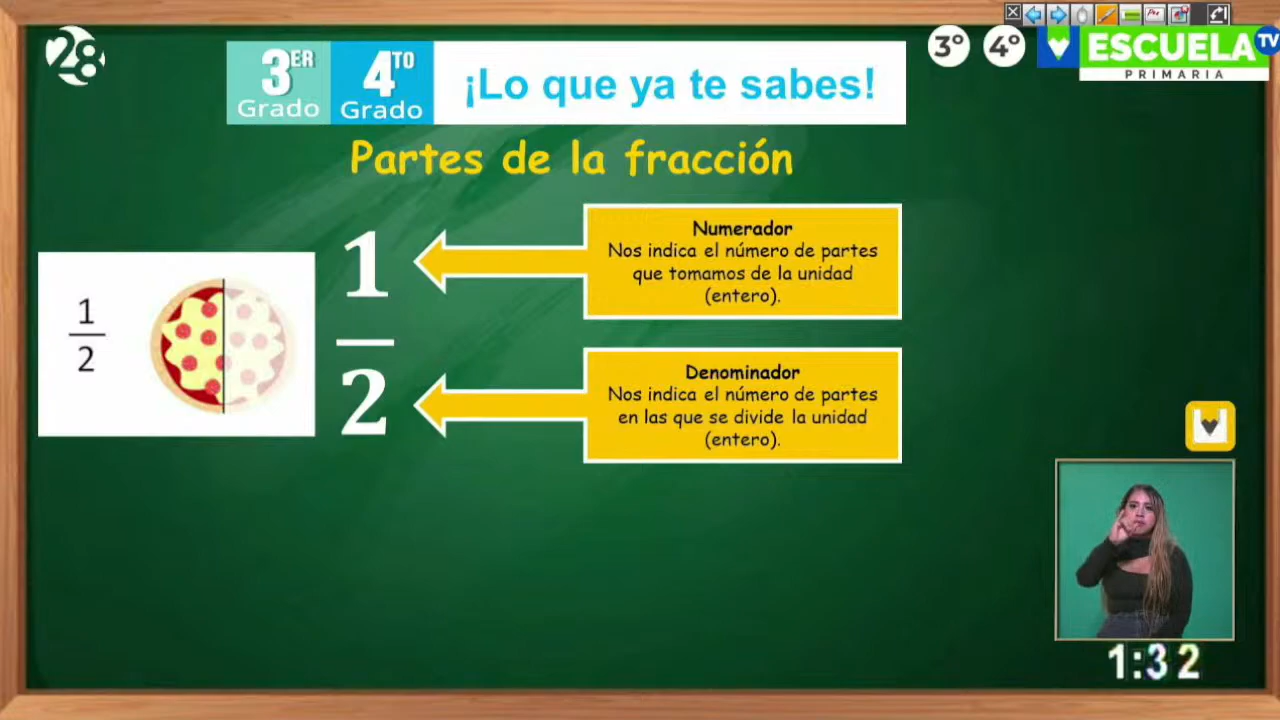 28
3° 4°
ESCUELA TV
PRIMARIA
3ER Grado
4TO Grado
¡Lo que ya te sabes!
Partes de la fracción
1
2
1
2
Numerador
Nos indica el número de partes
que tomamos de la unidad
(entero).
Denominador
Nos indica el número de partes
en las que se divide la unidad
(entero).
1:32